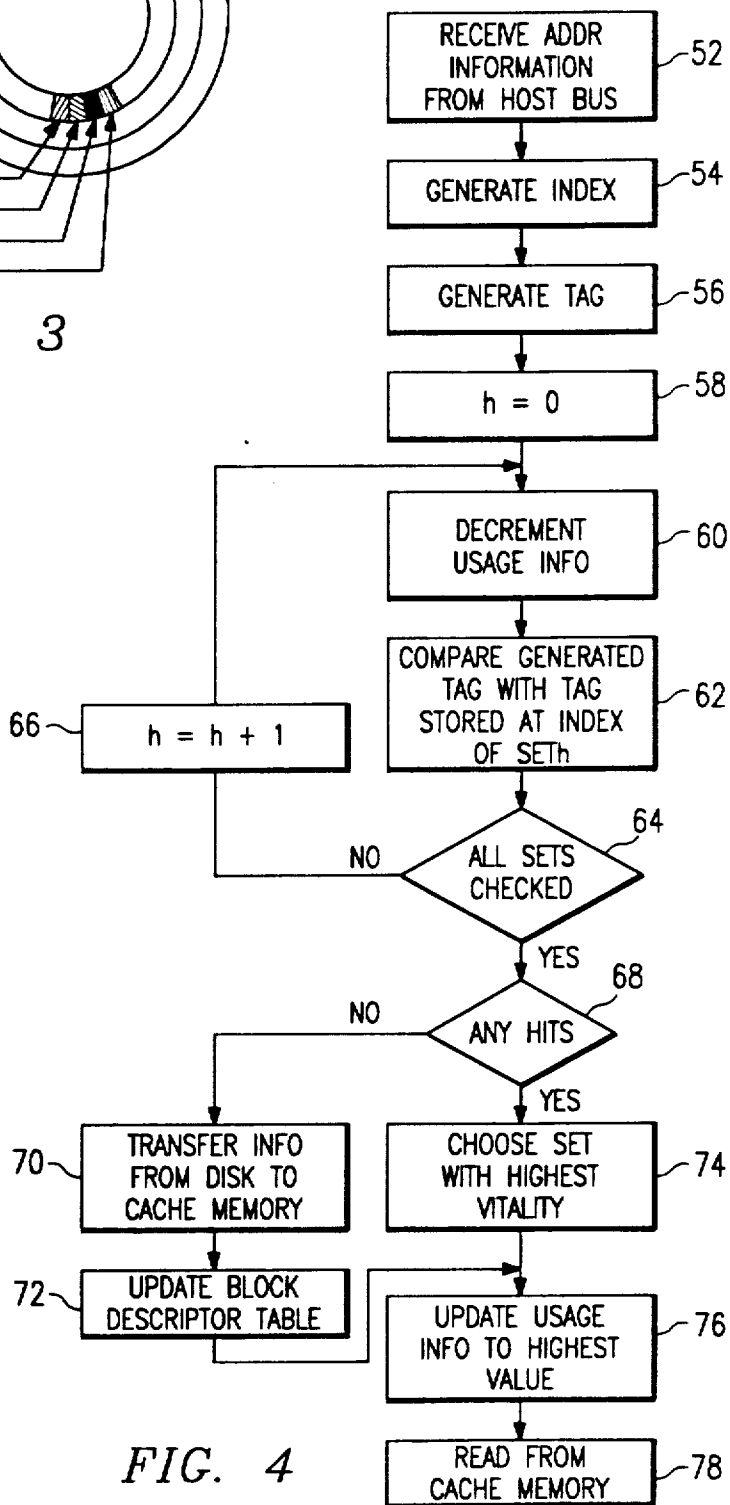 3
RECEIVE ADDR
INFORMATION
FROM HOST BUS
52
GENERATE INDEX
54
GENERATE TAG
56
h = 0
58
DECREMENT
USAGE INFO
60
COMPARE GENERATED
TAG WITH TAG
STORED AT INDEX
OF SETh
62
66
h = h + 1
ALL SETS
CHECKED
64
NO
YES
ANY HITS
68
NO
YES
70
TRANSFER INFO
FROM DISK TO
CACHE MEMORY
CHOOSE SET
WITH HIGHEST
VITALITY
74
72
UPDATE BLOCK
DESCRIPTOR TABLE
UPDATE USAGE
INFO TO HIGHEST
VALUE
76
READ FROM
CACHE MEMORY
78
FIG. 4